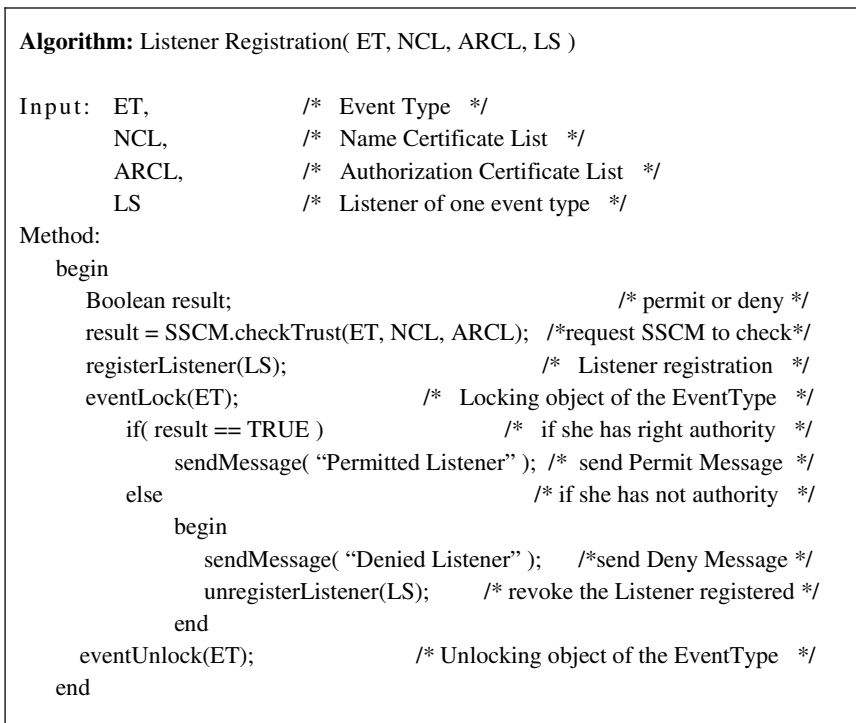 Algorithm: Listener Registration( ET, NCL, ARCL, LS )
Input: ET, /* Event Type */
NCL, /* Name Certificate List */
ARCL, /* Authorization Certificate List */
LS /* Listener of one event type */
Method:
begin
Boolean result; /* permit or deny */
result = SSCM.checkTrust(ET, NCL, ARCL); /*request SSCM to check*/
registerListener(LS); /* Listener registration */
eventLock(ET); /* Locking object of the EventType */
if( result == TRUE ) /* if she has right authority */
sendMessage( “Permitted Listener” ); /* send Permit Message */
else /* if she has not authority */
begin
sendMessage( “Denied Listener” ); /*send Deny Message */
unregisterListener(LS); /* revoke the Listener registered */
end
eventUnlock(ET); /* Unlocking object of the EventType */
end